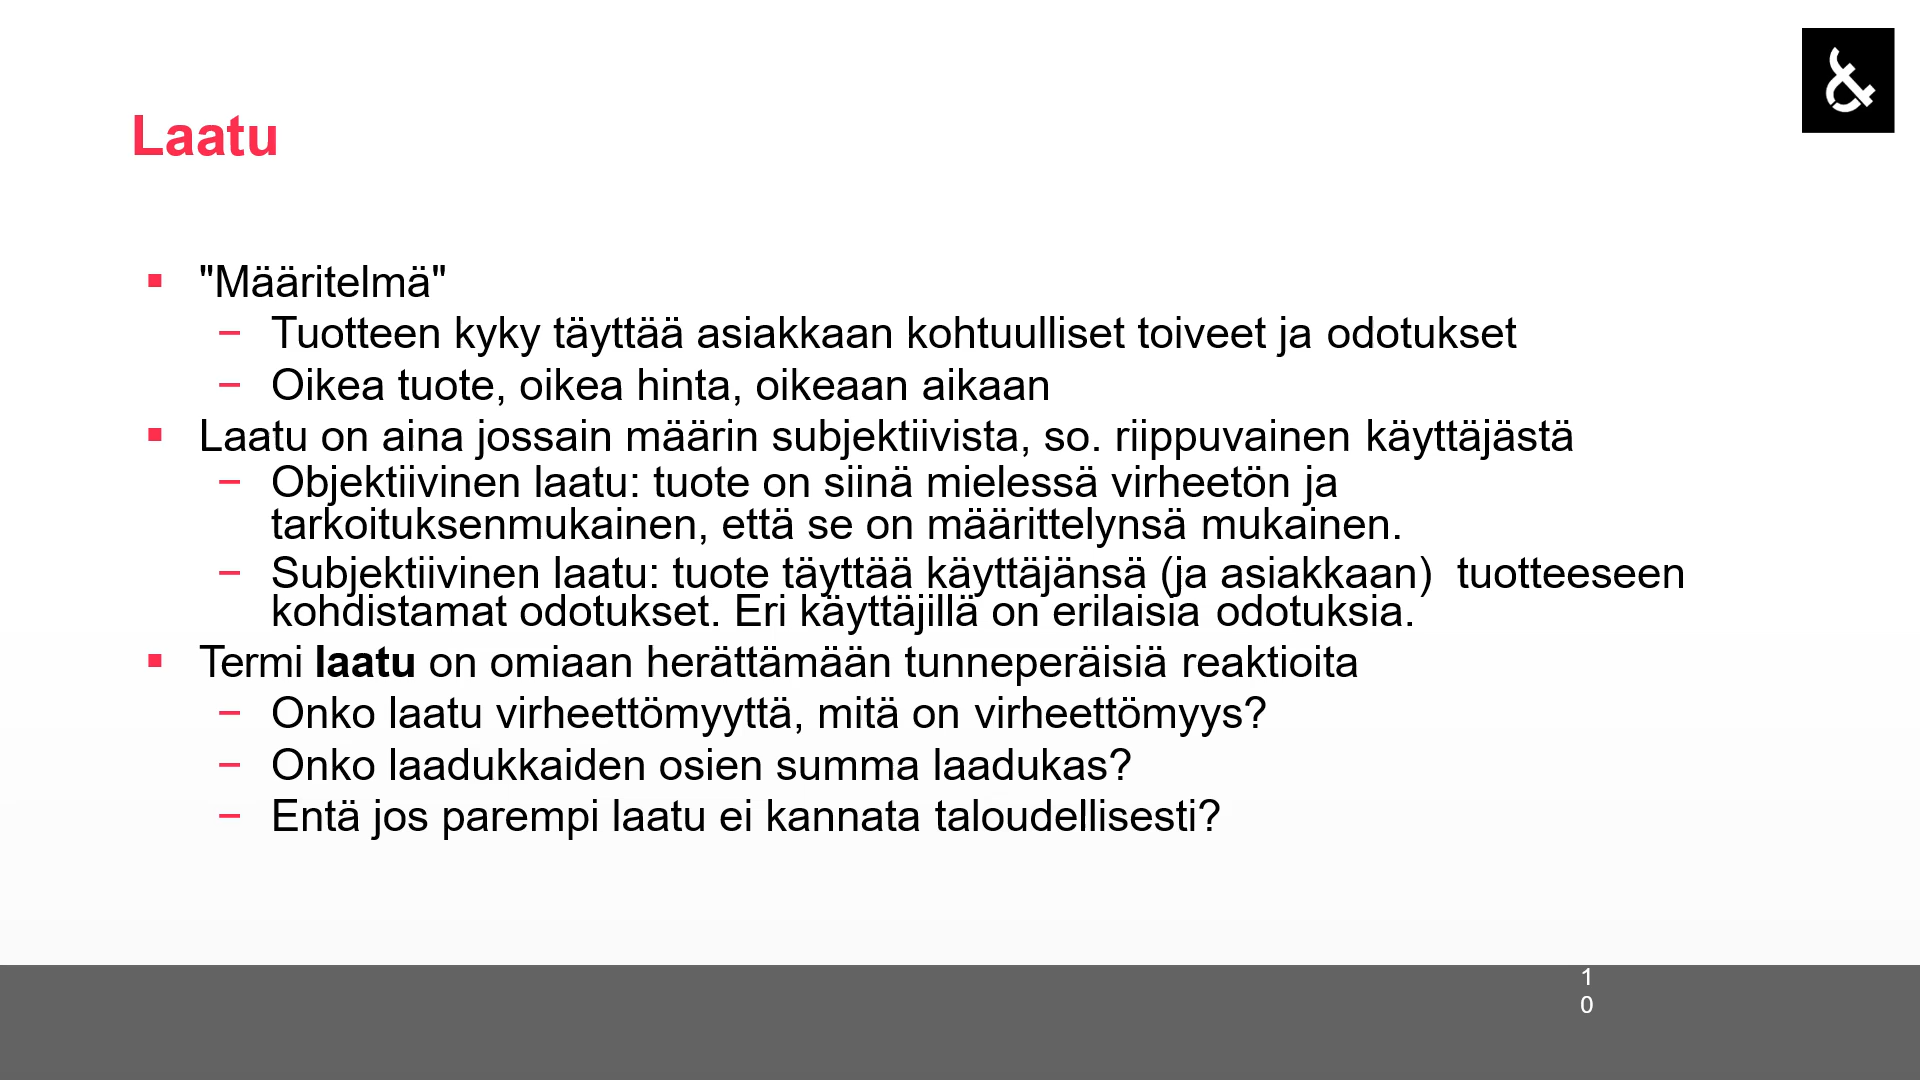 &
Laatu
▪ "Määritelmä"
– Tuotteen kyky täyttää asiakkaan kohtuulliset toiveet ja odotukset
– Oikea tuote, oikea hinta, oikeaan aikaan
▪ Laatu on aina jossain määrin subjektiivista, so. riippuvainen käyttäjästä
– Objektiivinen laatu: tuote on siinä mielessä virheetön ja
tarkoituksenmukainen, että se on määrittelynsä mukainen.
– Subjektiivinen laatu: tuote täyttää käyttäjänsä (ja asiakkaan)  tuotteeseen
kohdistamat odotukset. Eri käyttäjillä on erilaisia odotuksia.
▪ Termi laatu on omiaan herättämään tunneperäisiä reaktioita
– Onko laatu virheettömyyttä, mitä on virheettömyys?
– Onko laadukkaiden osien summa laadukas?
– Entä jos parempi laatu ei kannata taloudellisesti?
1
0